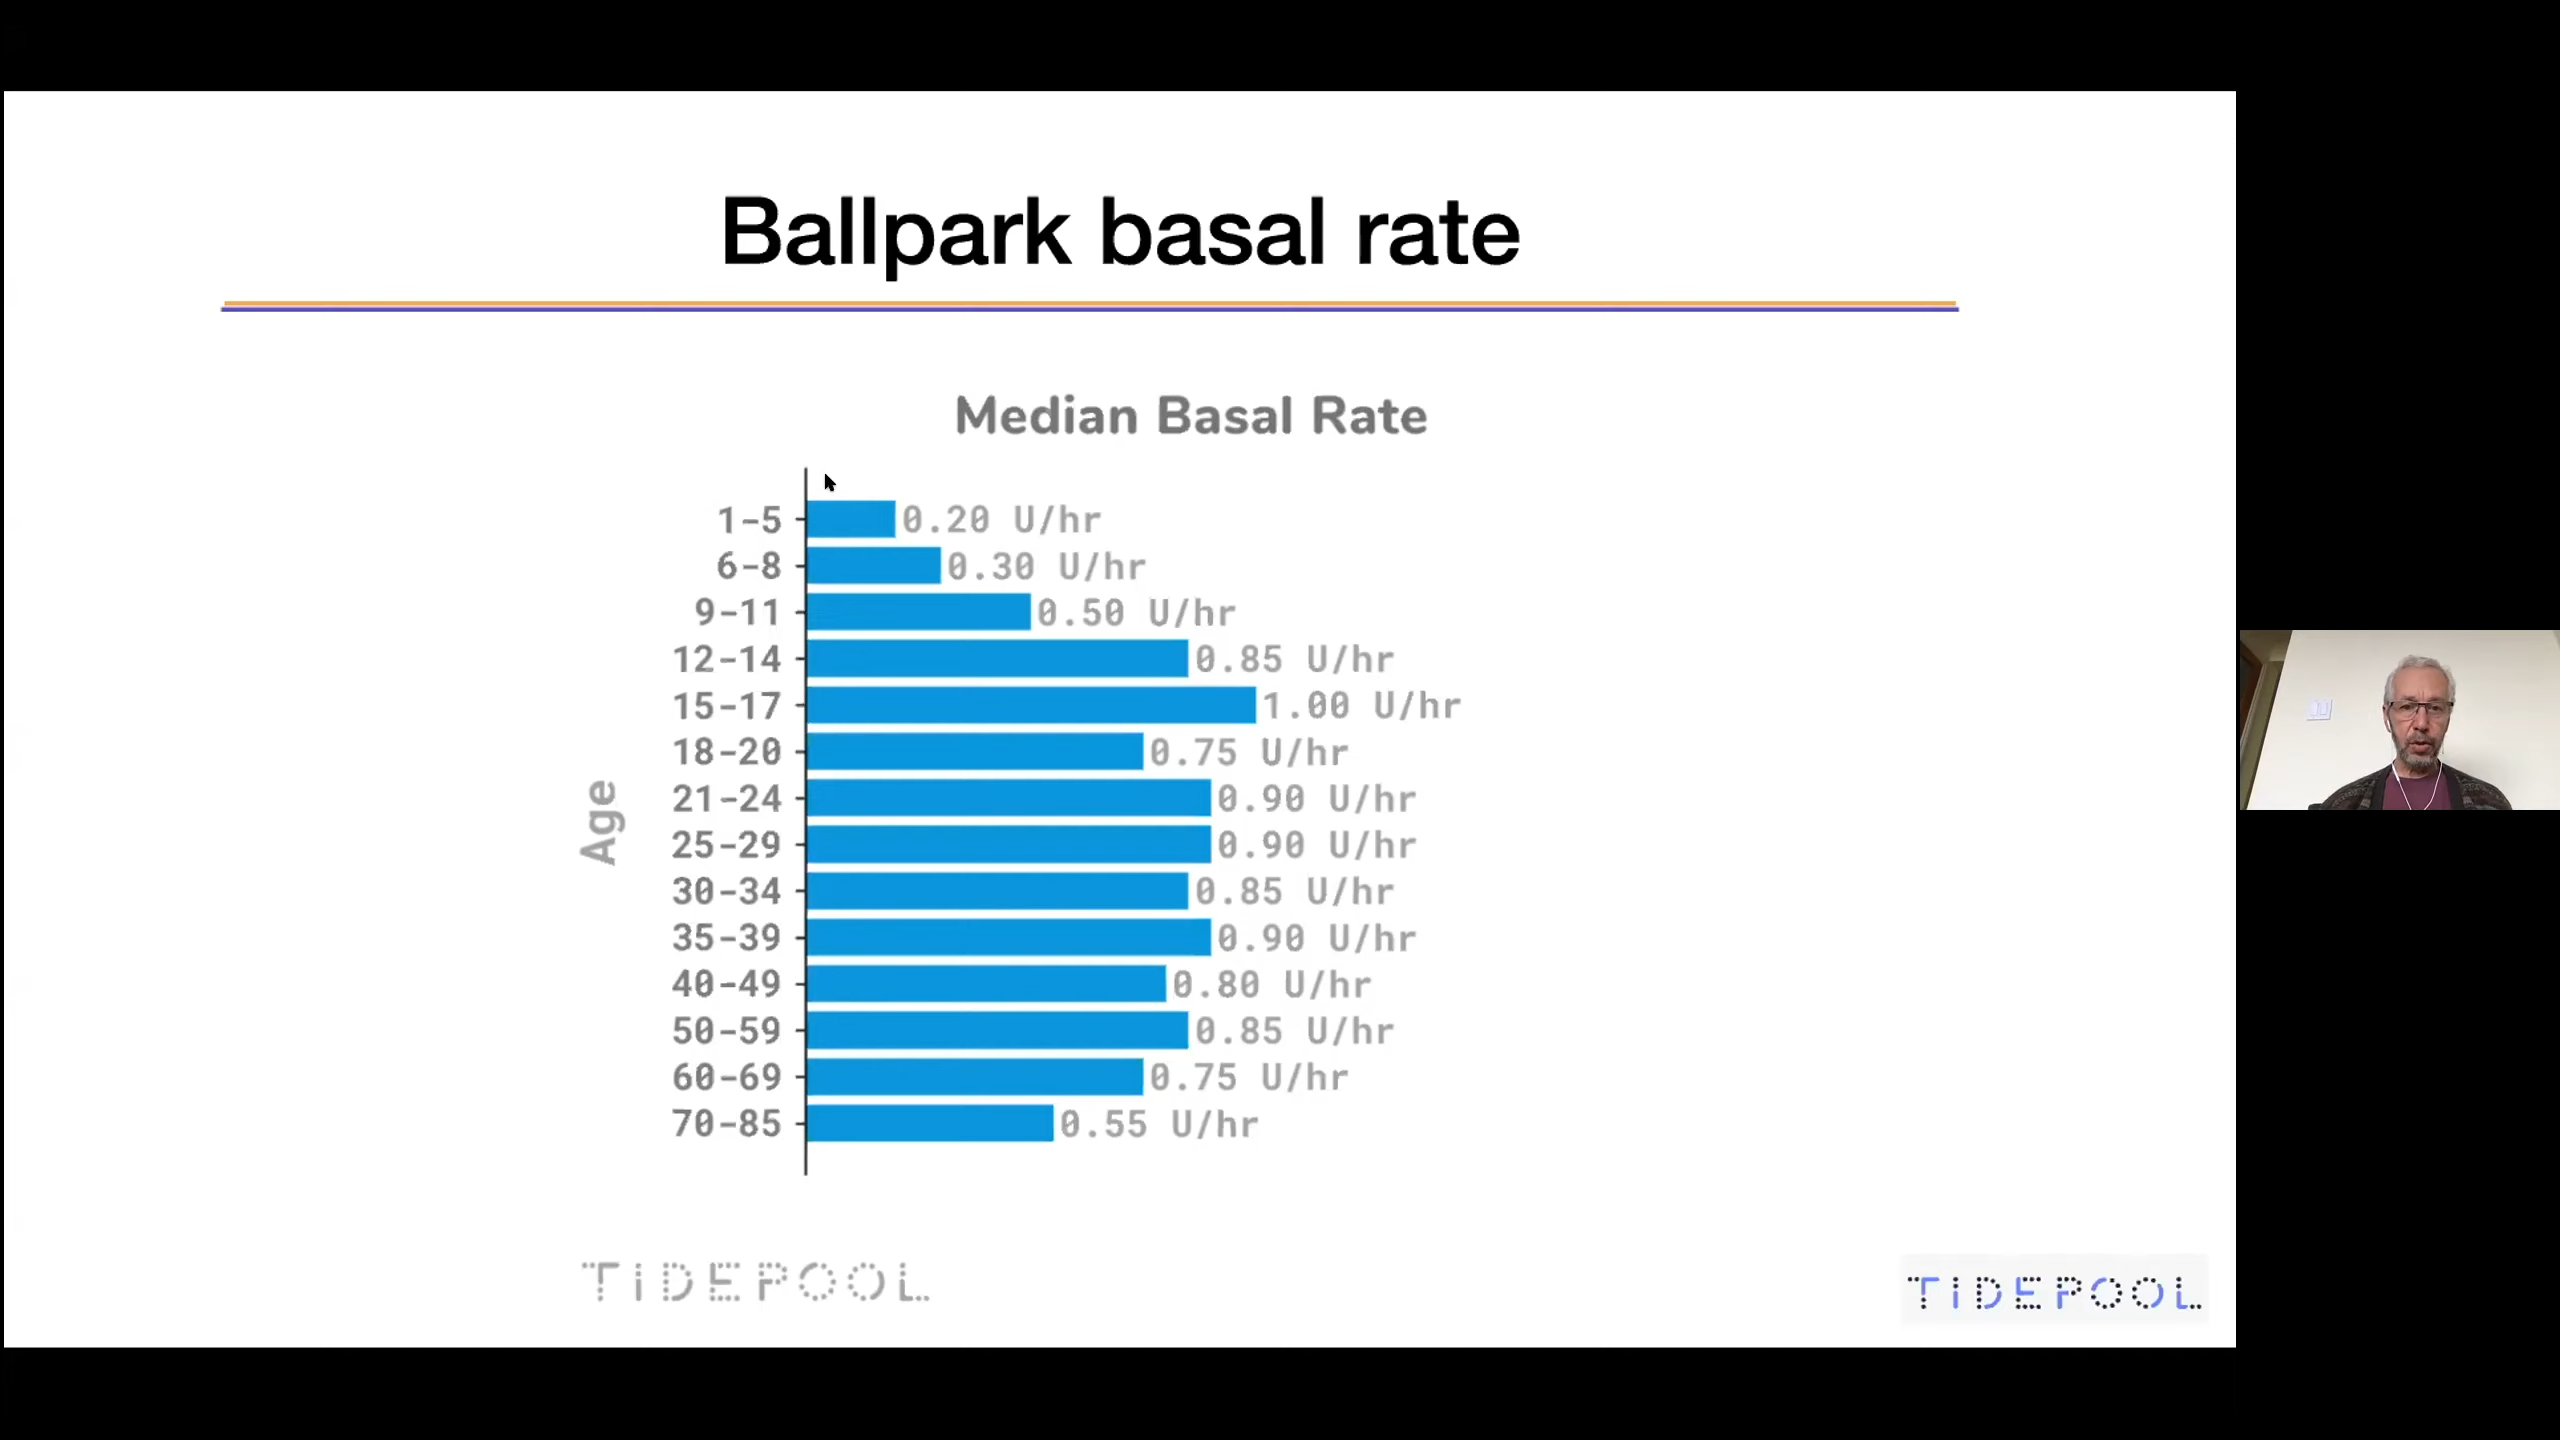 Ballpark basal rate
Median Basal Rate
Age
1-5 0.20 U/hr
6-8 0.30 U/hr
9-11 0.50 U/hr
12-14 0.85 U/hr
15-17 1.00 U/hr
18-20 0.75 U/hr
21-24 0.90 U/hr
25-29 0.90 U/hr
30-34 0.85 U/hr
35-39 0.90 U/hr
40-49 0.80 U/hr
50-59 0.85 U/hr
60-69 0.75 U/hr
70-85 0.55 U/hr
TIDEPOOL
TIDEPOOL